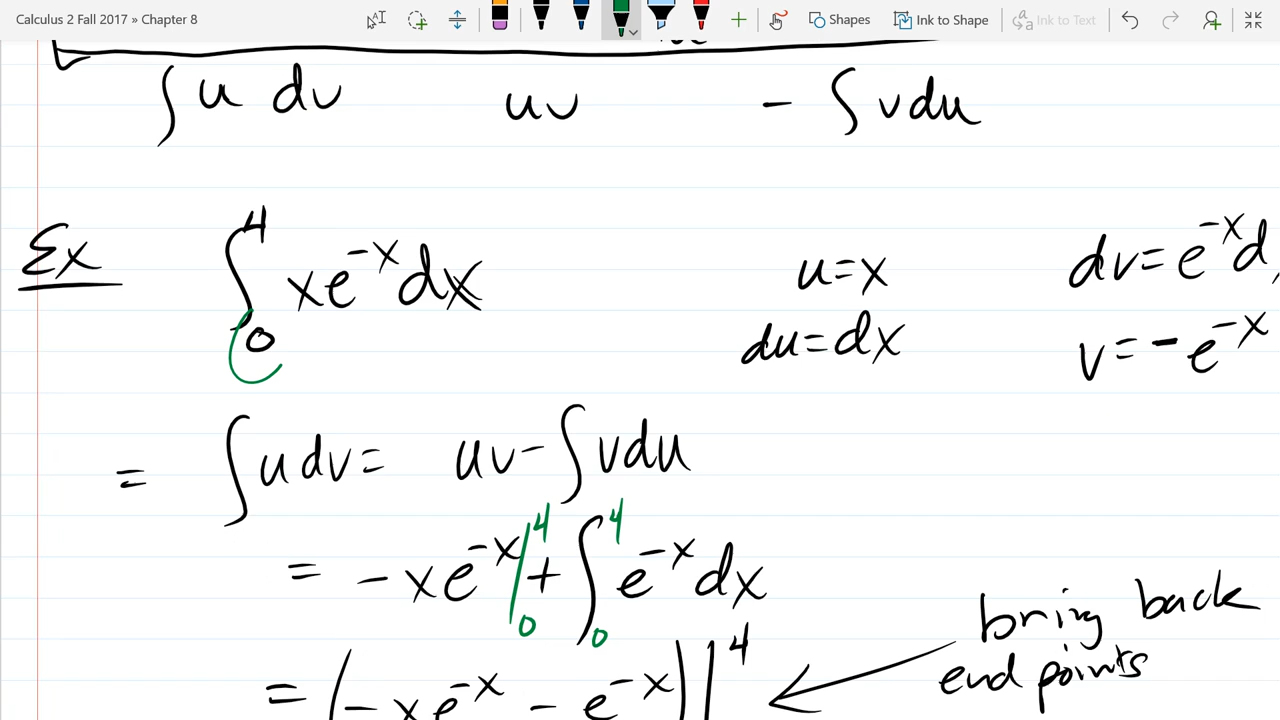 Calculus 2 Fall 2017 » Chapter 8
Shapes
Ink to Shape
Ink to Text
∫ u dv uv - ∫ v du
Ex ∫₀⁴ xe^{-x} dx u = x dv = e^{-x} d
du = dx v = -e^{-x}
= ∫ u dv = uv - ∫ v du
= -xe^{-x} |₀⁴ + ∫₀⁴ e^{-x} dx
bring back
end points
= (-xe^{-x} - e^{-x}) |⁴